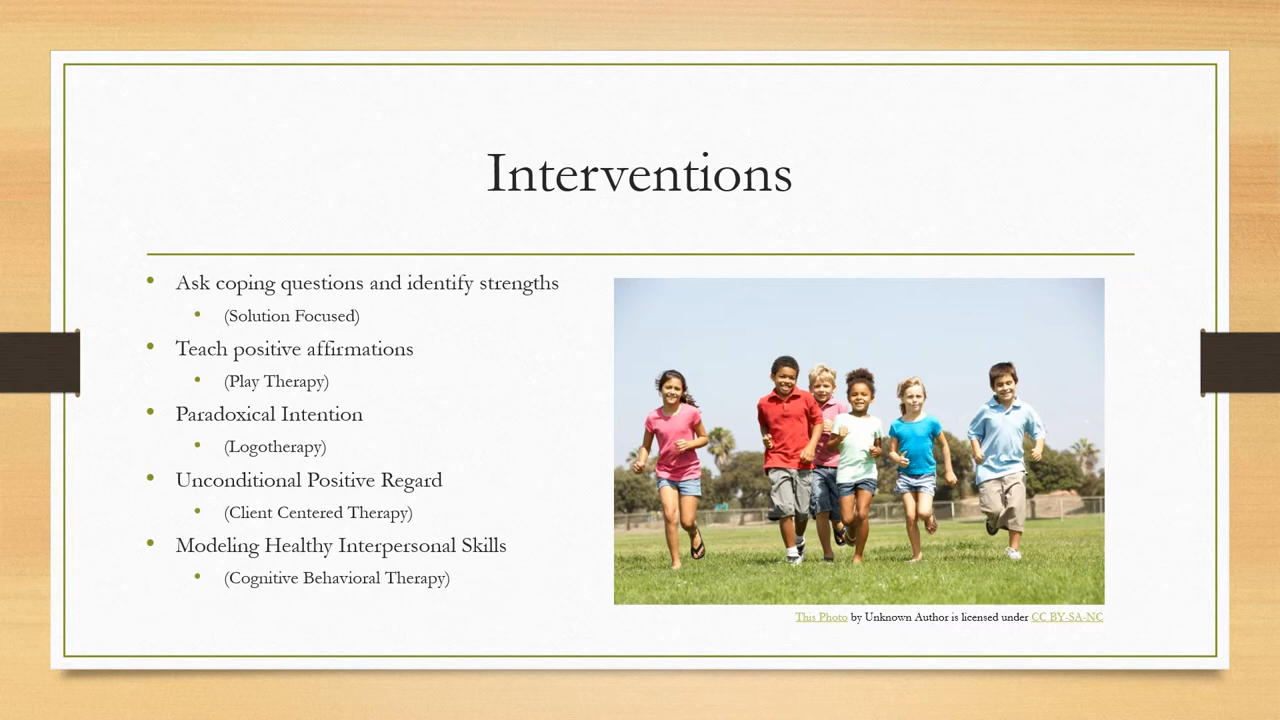 Interventions
• Ask coping questions and identify strengths
• (Solution Focused)
• Teach positive affirmations
• (Play Therapy)
• Paradoxical Intention
• (Logotherapy)
• Unconditional Positive Regard
• (Client Centered Therapy)
• Modeling Healthy Interpersonal Skills
• (Cognitive Behavioral Therapy)
This Photo by Unknown Author is licensed under CC BY-SA-NC